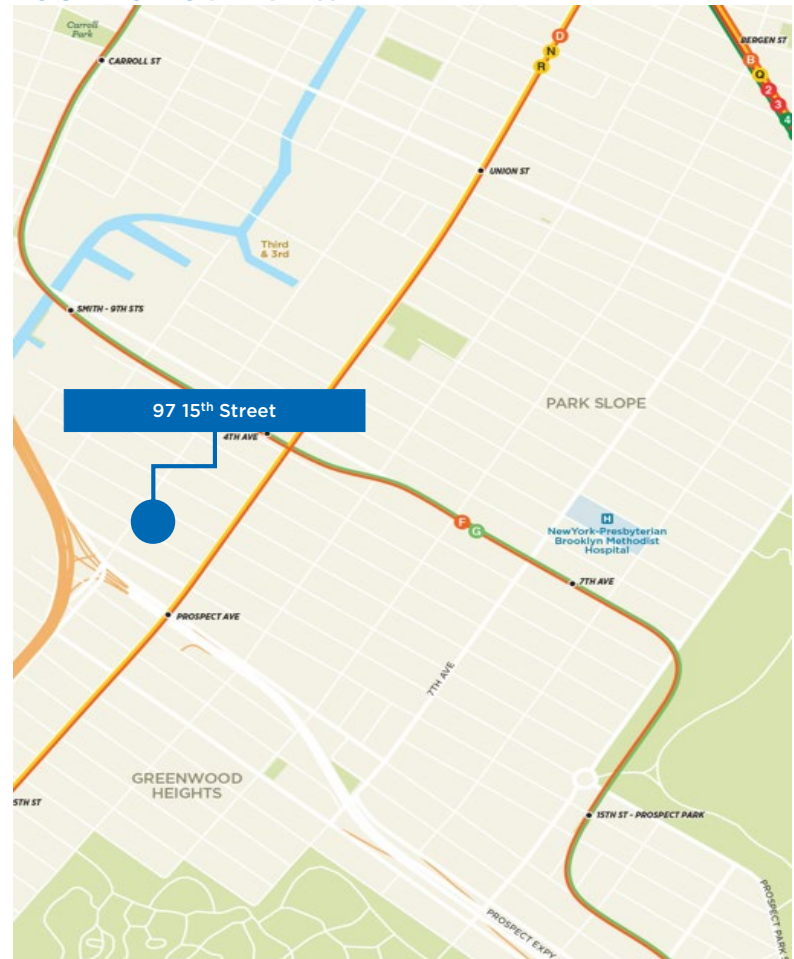 Carroll
Park
CARROLL ST
D
N
R
BERGEN ST
B
Q
2
3
4
UNION ST
Third
& 3rd
SMITH - 9TH STS
97 15th Street
PARK SLOPE
4TH AVE
F
G
H
NewYork-Presbyterian
Brooklyn Methodist
Hospital
7TH AVE
PROSPECT AVE
7TH AVE
GREENWOOD
HEIGHTS
5TH ST
15TH ST - PROSPECT PARK
PROSPECT PARK
PROSPECT EXPY